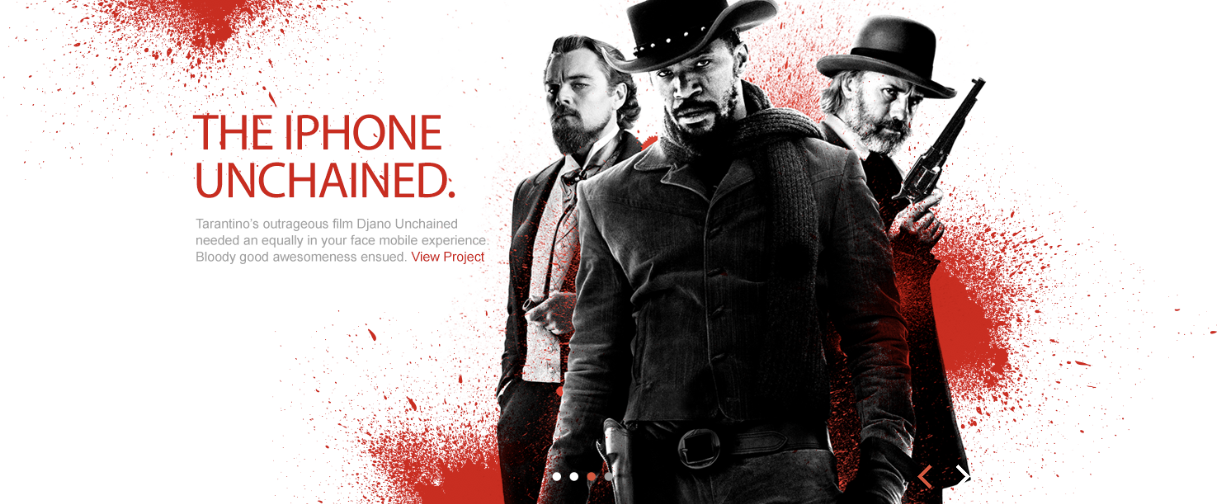 THE IPHONE
UNCHAINED.
Tarantino's outrageous film Djano Unchained
needed an equally in your face mobile experience.
Bloody good awesomeness ensued. View Project